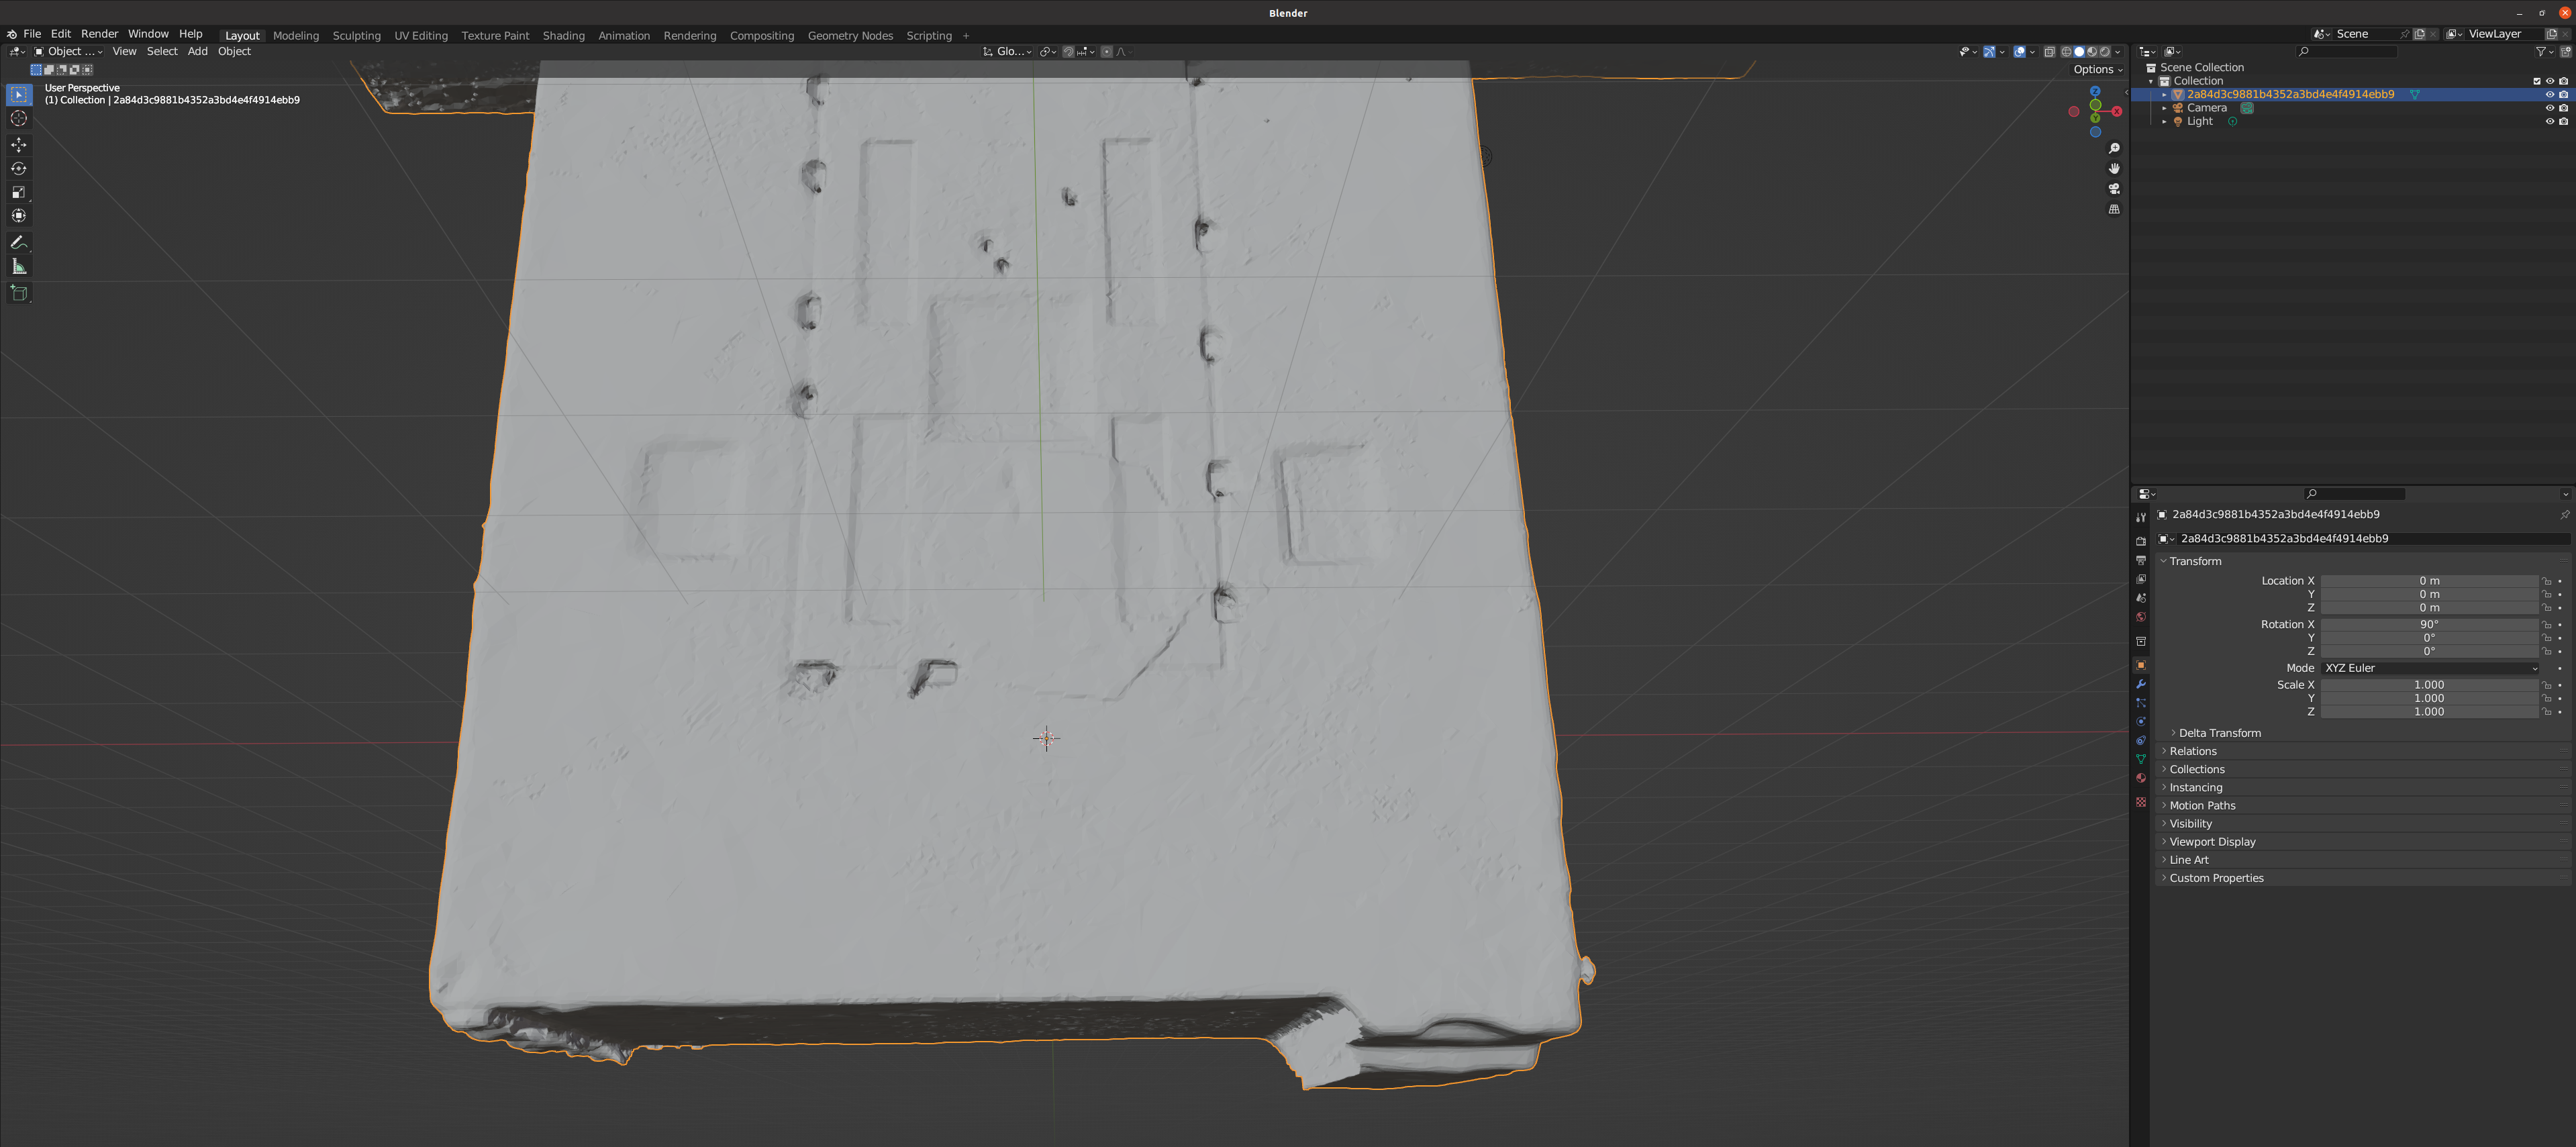 Blender
File Edit Render Window Help Layout Modeling Sculpting UV Editing Texture Paint Shading Animation Rendering Compositing Geometry Nodes Scripting + Scene ViewLayer
Object ... View Select Add Object Glo...
Options
User Perspective
(1) Collection | 2a84d3c9881b4352a3bd4e4f4914ebb9
Z
X
Y
Scene Collection
Collection
2a84d3c9881b4352a3bd4e4f4914ebb9
Camera
Light
2a84d3c9881b4352a3bd4e4f4914ebb9
2a84d3c9881b4352a3bd4e4f4914ebb9
Transform
Location X 0 m
Y 0 m
Z 0 m
Rotation X 90°
Y 0°
Z 0°
Mode XYZ Euler
Scale X 1.000
Y 1.000
Z 1.000
Delta Transform
Relations
Collections
Instancing
Motion Paths
Visibility
Viewport Display
Line Art
Custom Properties